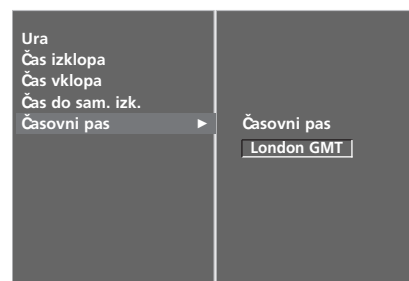 Ura
Čas izklopa
Čas vklopa
Čas do sam. izk.
Časovni pas ►
Časovni pas
London GMT